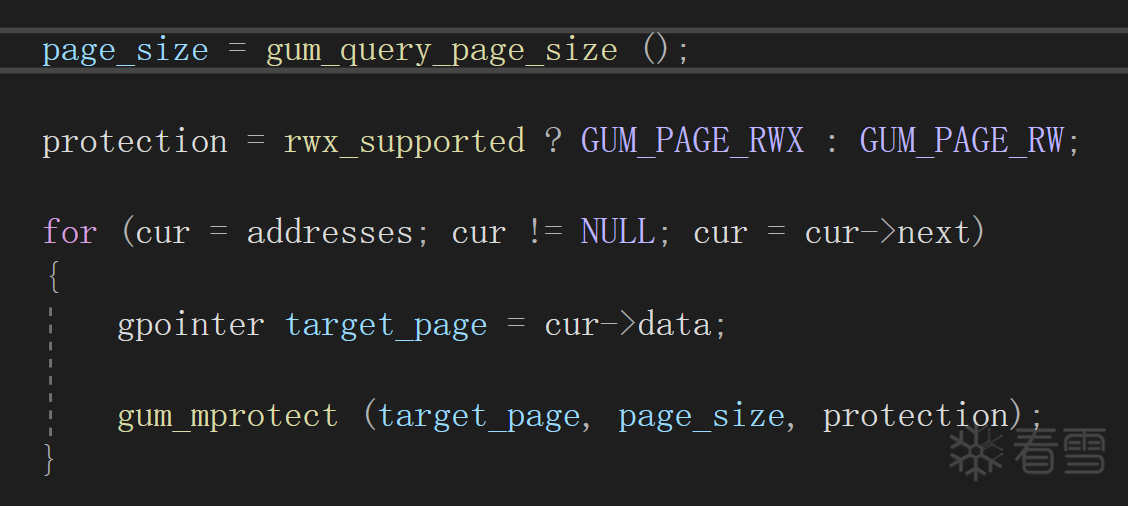 page_size = gum_query_page_size ();
protection = rwx_supported ? GUM_PAGE_RWX : GUM_PAGE_RW;
for (cur = addresses; cur != NULL; cur = cur->next)
{
gpointer target_page = cur->data;
gum_mprotect (target_page, page_size, protection);
}
看雪